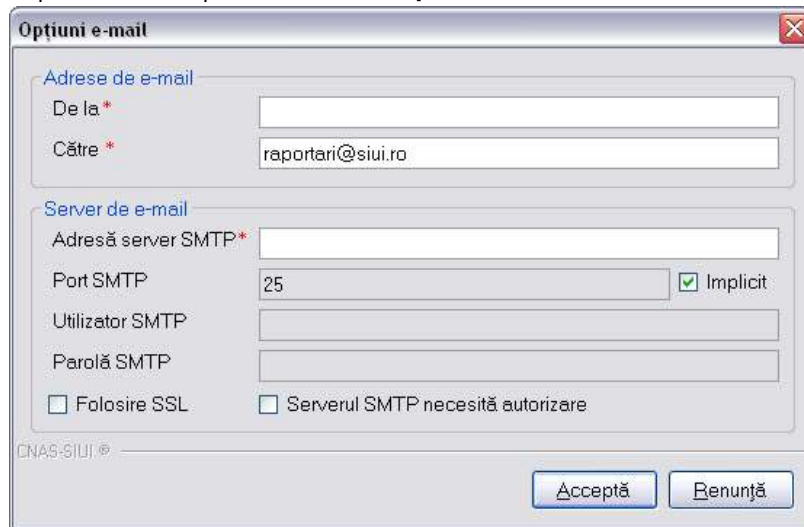 Opțiuni e-mail
Adrese de e-mail
De la *
Către * raportari@siui.ro
Server de e-mail
Adresă server SMTP*
Port SMTP 25 Implicit
Utilizator SMTP
Parolă SMTP
Folosire SSL Serverul SMTP necesită autorizare
CNAS-SIUI ®
Acceptă Renunţă